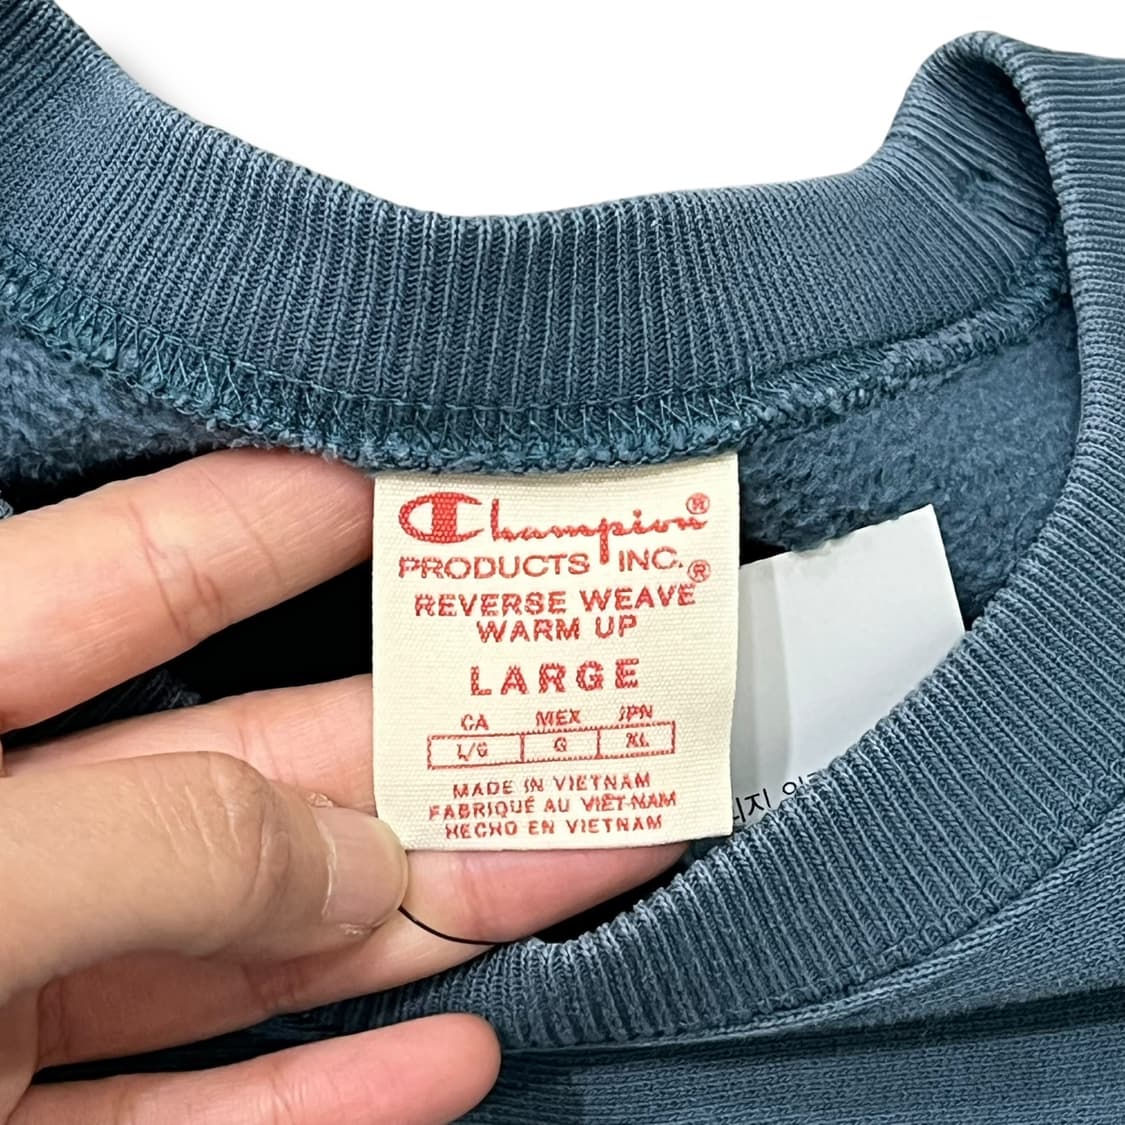 Champion®
PRODUCTS INC.
REVERSE WEAVE®
WARM UP
LARGE
CA MEX JPN
L/G G XL
MADE IN VIETNAM
FABRIQUÉ AU VIÊT-NAM
HECHO EN VIETNAM